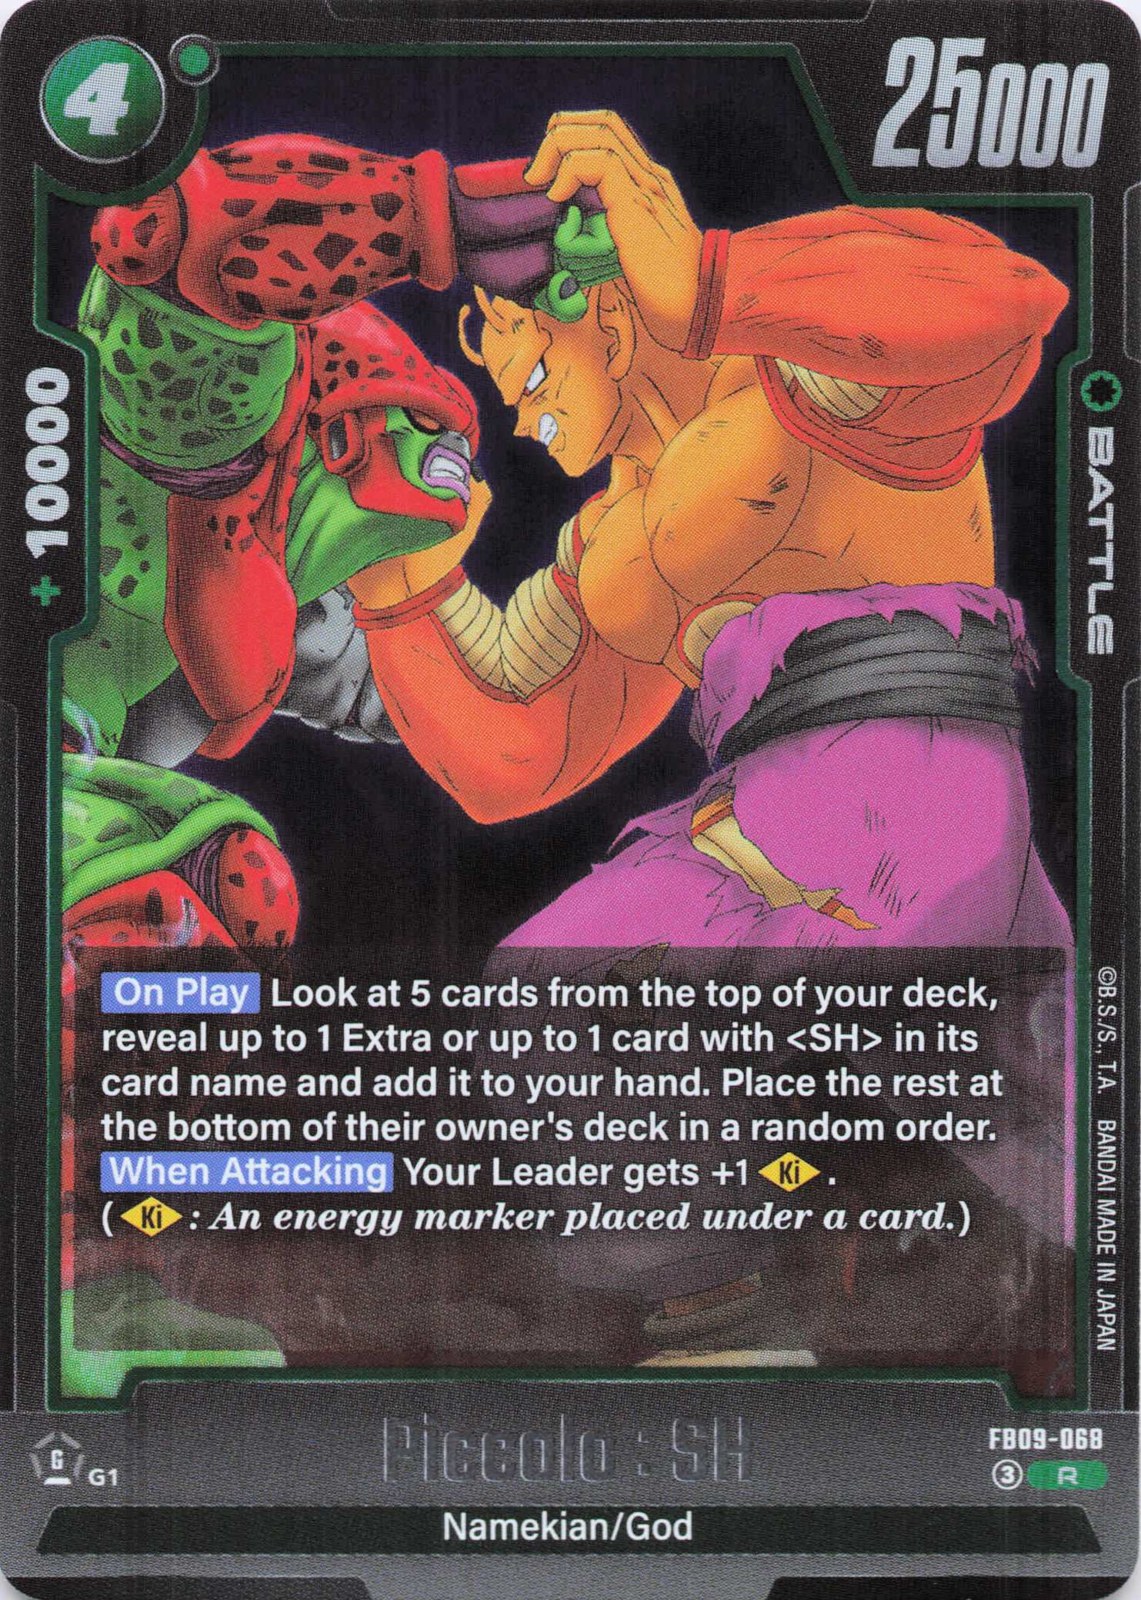 4
25000
+ 10000
BATTLE
On Play Look at 5 cards from the top of your deck,
reveal up to 1 Extra or up to 1 card with <SH> in its
card name and add it to your hand. Place the rest at
the bottom of their owner's deck in a random order.
When Attacking Your Leader gets +1 Ki .
( Ki : An energy marker placed under a card.)
©B.S./S., T.A. BANDAI MADE IN JAPAN
G
G1
Piccolo : SH
FB09-068
3 R
Namekian/God